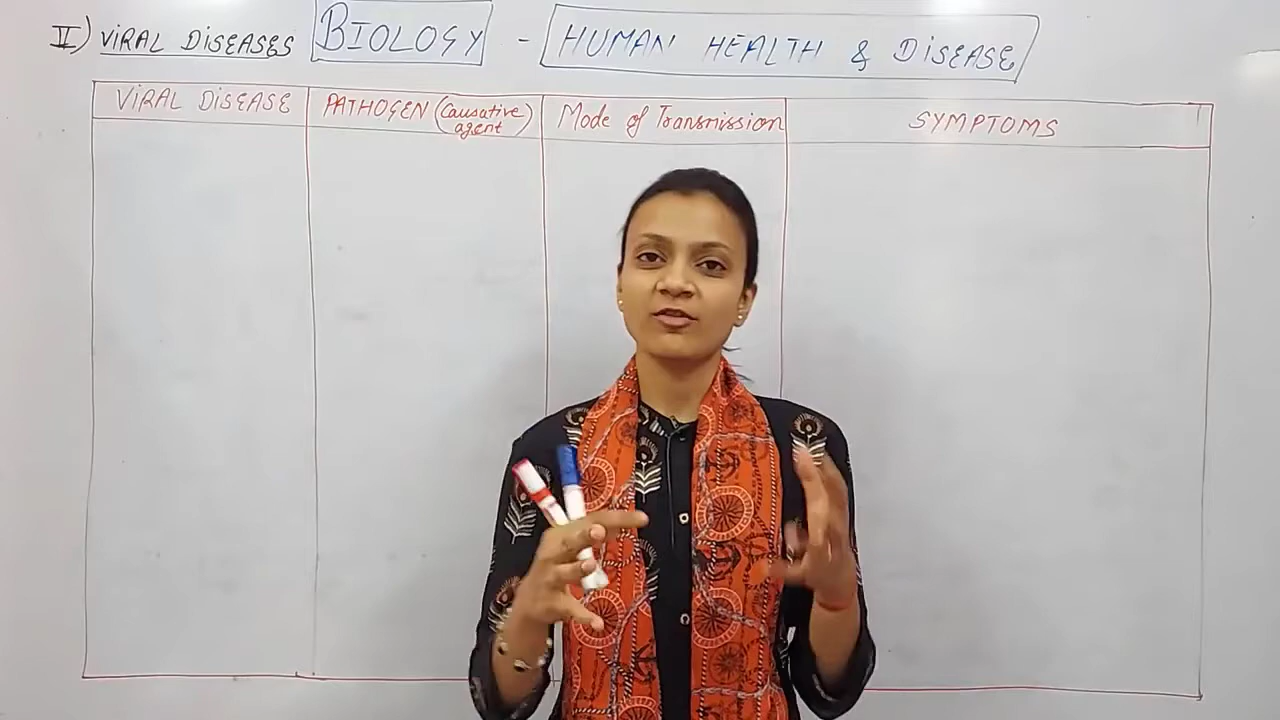 II) VIRAL DISEASES BIOLOGY - HUMAN HEALTH & DISEASE
VIRAL DISEASE PATHOGEN (Causative agent) Mode of Transmission SYMPTOMS